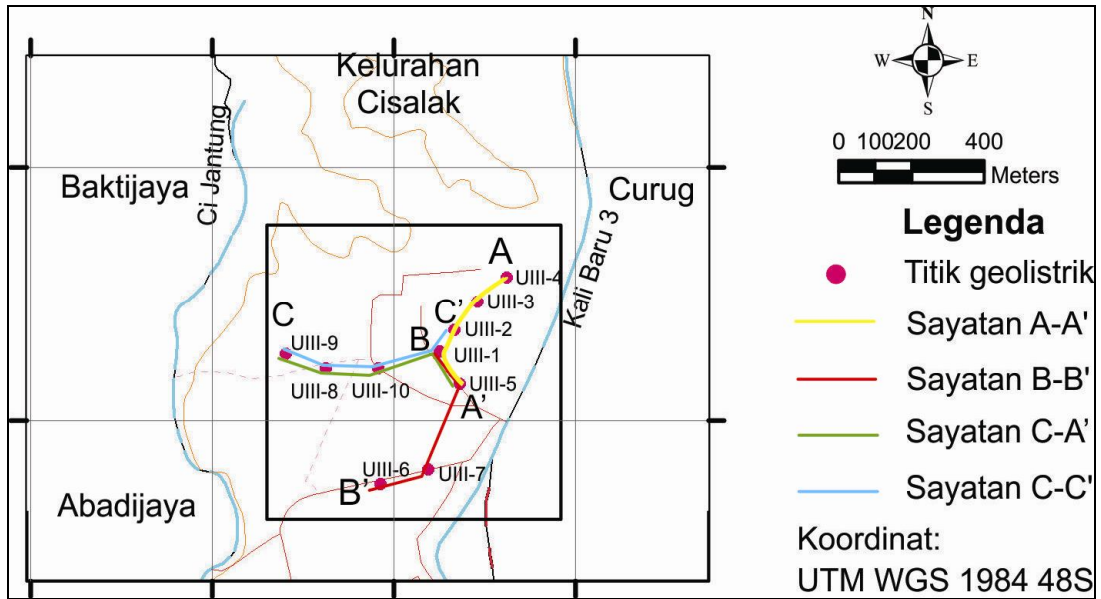 Kelurahan
Cisalak
Baktijaya
Ci Jantung
Curug
Kali Baru 3
Abadijaya
A
UIII-4
UIII-3
C'
UIII-2
C
UIII-9
B
UIII-1
UIII-8
UIII-10
UIII-5
A'
UIII-6
UIII-7
B'
N
W
E
S
0 100200 400
Meters
Legenda
Titik geolistrik
Sayatan A-A'
Sayatan B-B'
Sayatan C-A'
Sayatan C-C'
Koordinat:
UTM WGS 1984 48S